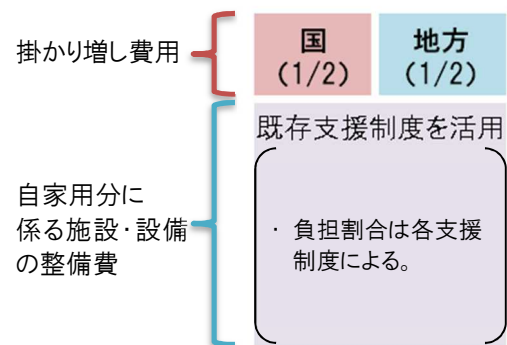 掛かり増し費用
国
(1/2)
地方
(1/2)
既存支援制度を活用
自家用分に
係る施設・設備
の整備費
・ 負担割合は各支援
制度による。